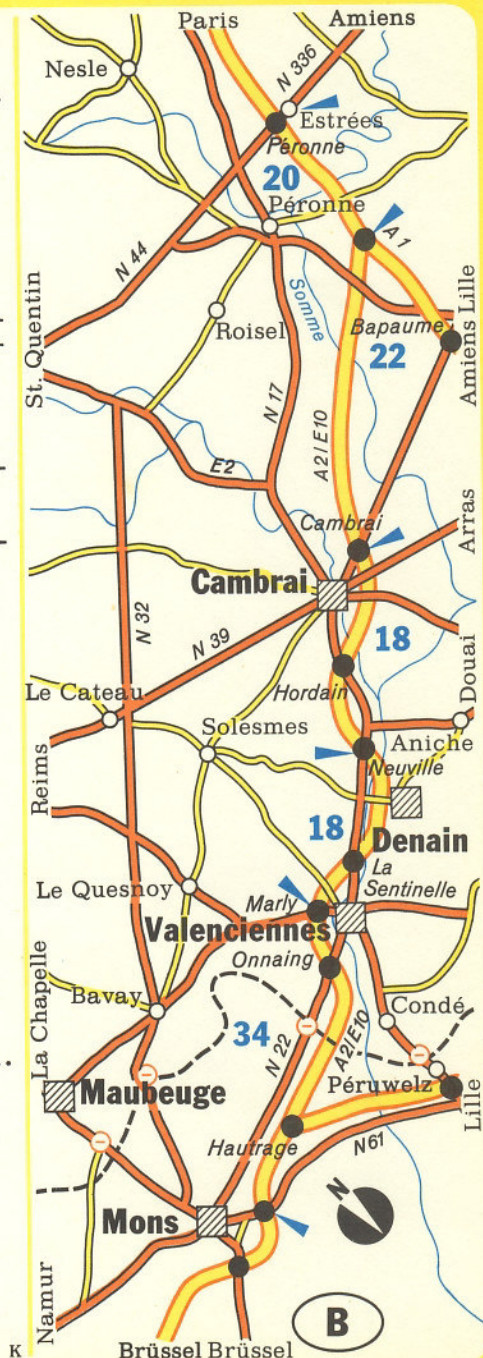 Paris
Amiens
Nesle
N 336
Estrées
Péronne
20
Péronne
A 1
N 44
Somme
Roisel
Bapaume
22
Amiens Lille
St. Quentin
N 17
A2/E10
E2
Cambrai
Arras
Cambrai
N 32
N 39
18
Hordain
Le Cateau
Solesmes
Douai
Aniche
Neuville
Reims
18
Denain
La
Sentinelle
Le Quesnoy
Marly
Valenciennes
Onnaing
La Chapelle
Bavay
Condé
34
N 22
A2/E10
Péruwelz
Maubeuge
Lille
Hautrage
N61
N
Mons
Namur
B
K
Brüssel Brüssel